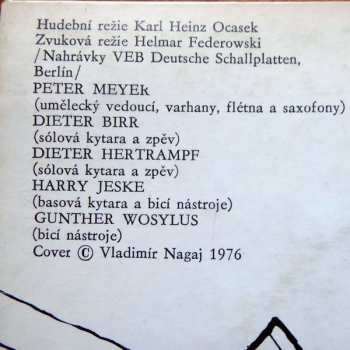 Hudební režie Karl Heinz Ocasek
Zvuková režie Helmar Federowski
/Nahrávky VEB Deutsche Schallplatten,
Berlín/
PETER MEYER
(umělecký vedoucí, varhany, flétna a saxofony)
DIETER BIRR
(sólová kytara a zpěv)
DIETER HERTRAMPF
(sólová kytara a zpěv)
HARRY JESKE
(basová kytara a bicí nástroje)
GUNTHER WOSYLUS
(bicí nástroje)
Cover © Vladimír Nagaj 1976